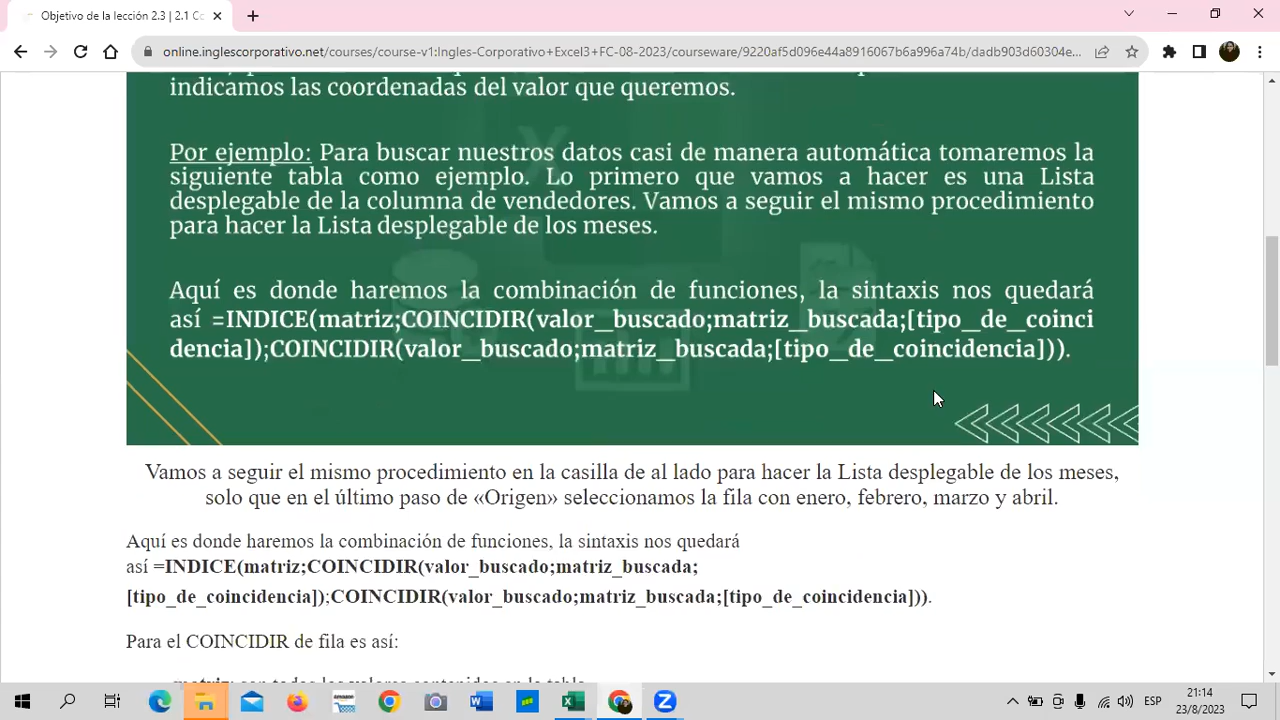 Objetivo de la lección 2.3 | 2.1 Co
online.inglescorporativo.net/courses/course-v1:Ingles-Corporativo+Excel3+FC-08-2023/courseware/9220af5d096e44a8916067b6a996a74b/dadb903d60304e...
indicamos las coordenadas del valor que queremos.
Por ejemplo: Para buscar nuestros datos casi de manera automática tomaremos la
siguiente tabla como ejemplo. Lo primero que vamos a hacer es una Lista
desplegable de la columna de vendedores. Vamos a seguir el mismo procedimiento
para hacer la Lista desplegable de los meses.
Aquí es donde haremos la combinación de funciones, la sintaxis nos quedará
así =INDICE(matriz;COINCIDIR(valor_buscado;matriz_buscada;[tipo_de_coinci
dencia]);COINCIDIR(valor_buscado;matriz_buscada;[tipo_de_coincidencia])).
Vamos a seguir el mismo procedimiento en la casilla de al lado para hacer la Lista desplegable de los meses,
solo que en el último paso de «Origen» seleccionamos la fila con enero, febrero, marzo y abril.
Aquí es donde haremos la combinación de funciones, la sintaxis nos quedará
así =INDICE(matriz;COINCIDIR(valor_buscado;matriz_buscada;
[tipo_de_coincidencia]);COINCIDIR(valor_buscado;matriz_buscada;[tipo_de_coincidencia])).
Para el COINCIDIR de fila es así:
ESP
21:14
23/8/2023